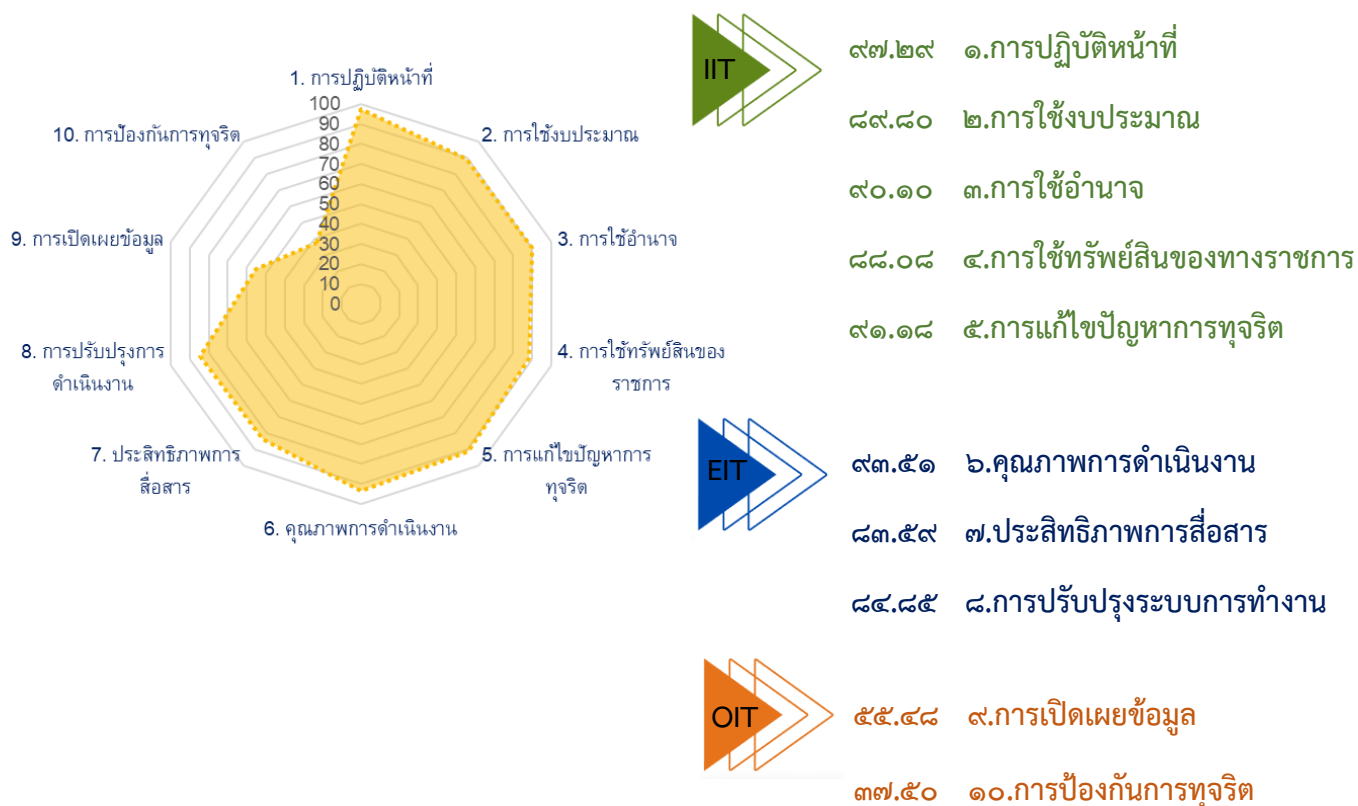 1. การปฏิบัติหน้าที่
2. การใช้งบประมาณ
3. การใช้อำนาจ
4. การใช้ทรัพย์สินของ
ราชการ
5. การแก้ไขปัญหาการ
ทุจริต
6. คุณภาพการดำเนินงาน
7. ประสิทธิภาพการ
สื่อสาร
8. การปรับปรุงการ
ดำเนินงาน
9. การเปิดเผยข้อมูล
10. การป้องกันการทุจริต
100
90
80
70
60
50
40
30
20
10
0
IIT
๙๗.๒๙ ๑.การปฏิบัติหน้าที่
๘๙.๘๐ ๒.การใช้งบประมาณ
๙๐.๑๐ ๓.การใช้อำนาจ
๘๘.๐๘ ๔.การใช้ทรัพย์สินของทางราชการ
๙๑.๑๘ ๕.การแก้ไขปัญหาการทุจริต
EIT
๙๓.๕๑ ๖.คุณภาพการดำเนินงาน
๘๓.๕๙ ๗.ประสิทธิภาพการสื่อสาร
๘๔.๘๕ ๘.การปรับปรุงระบบการทำงาน
OIT
๕๕.๔๘ ๙.การเปิดเผยข้อมูล
๓๗.๕๐ ๑๐.การป้องกันการทุจริต